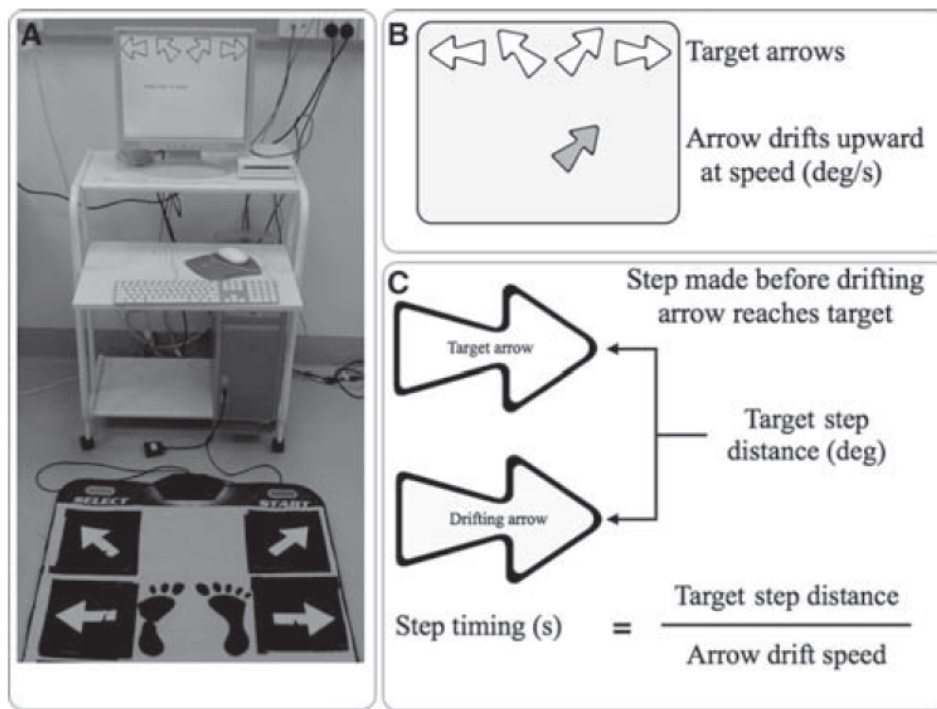 A
SELECT
START
B
Target arrows
Arrow drifts upward
at speed (deg/s)
C
Step made before drifting
arrow reaches target
Target arrow
Target step
distance (deg)
Drifting arrow
Step timing (s) = Target step distance
Arrow drift speed